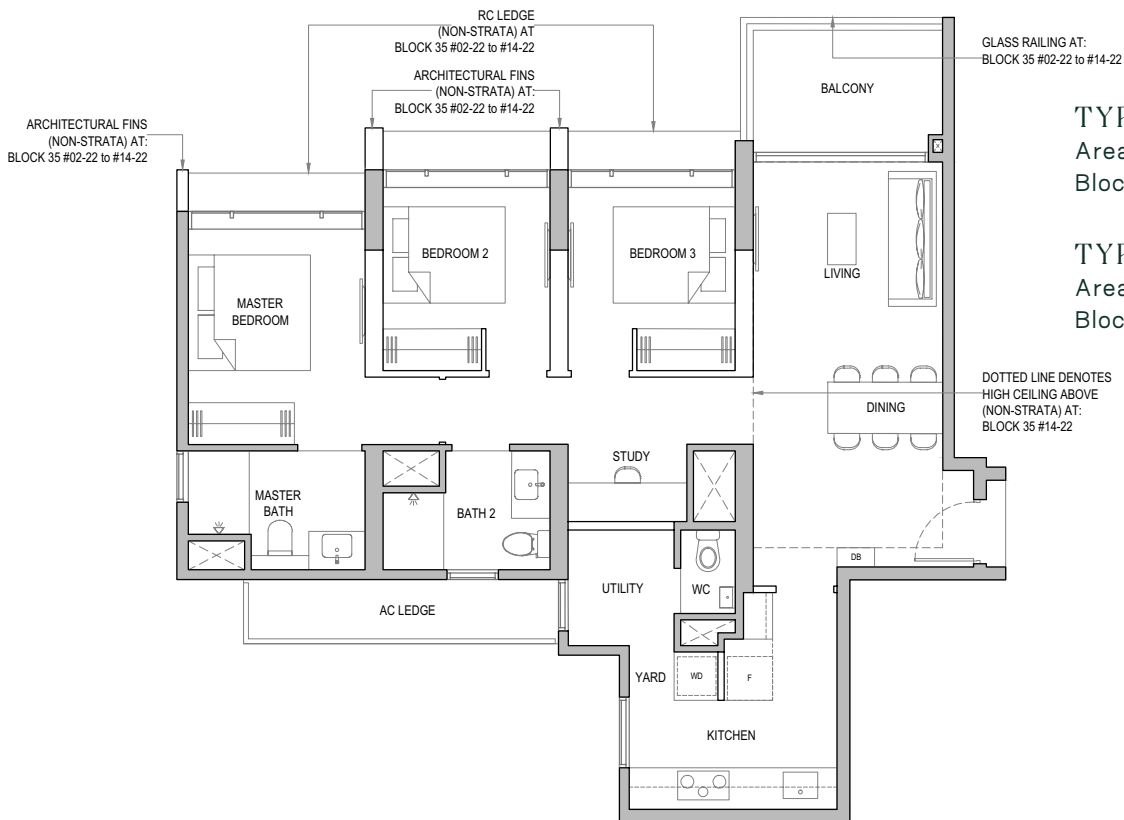 RC LEDGE
(NON-STRATA) AT
BLOCK 35 #02-22 to #14-22
ARCHITECTURAL FINS
(NON-STRATA) AT:
BLOCK 35 #02-22 to #14-22
ARCHITECTURAL FINS
(NON-STRATA) AT:
BLOCK 35 #02-22 to #14-22
GLASS RAILING AT:
BLOCK 35 #02-22 to #14-22
BALCONY
Area
BEDROOM 2
BEDROOM 3
LIVING
MASTER
BEDROOM
Area
DOTTED LINE DENOTES
HIGH CEILING ABOVE
(NON-STRATA) AT:
BLOCK 35 #14-22
DINING
STUDY
MASTER
BATH
BATH 2
DB
UTILITY
WC
AC LEDGE
YARD
WD
F
KITCHEN